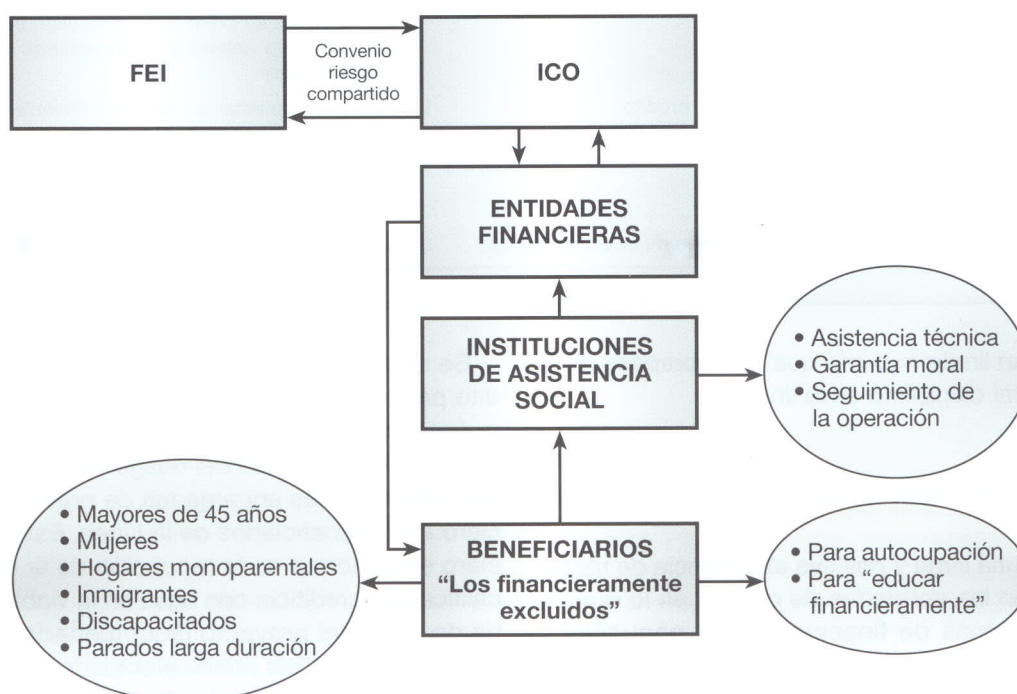 FEI
Convenio
riesgo
compartido
ICO
ENTIDADES
FINANCIERAS
INSTITUCIONES
DE ASISTENCIA
SOCIAL
• Asistencia técnica
• Garantía moral
• Seguimiento de
la operación
BENEFICIARIOS
“Los financieramente
excluidos”
• Mayores de 45 años
• Mujeres
• Hogares monoparentales
• Inmigrantes
• Discapacitados
• Parados larga duración
• Para autocupación
• Para “educar
financieramente”